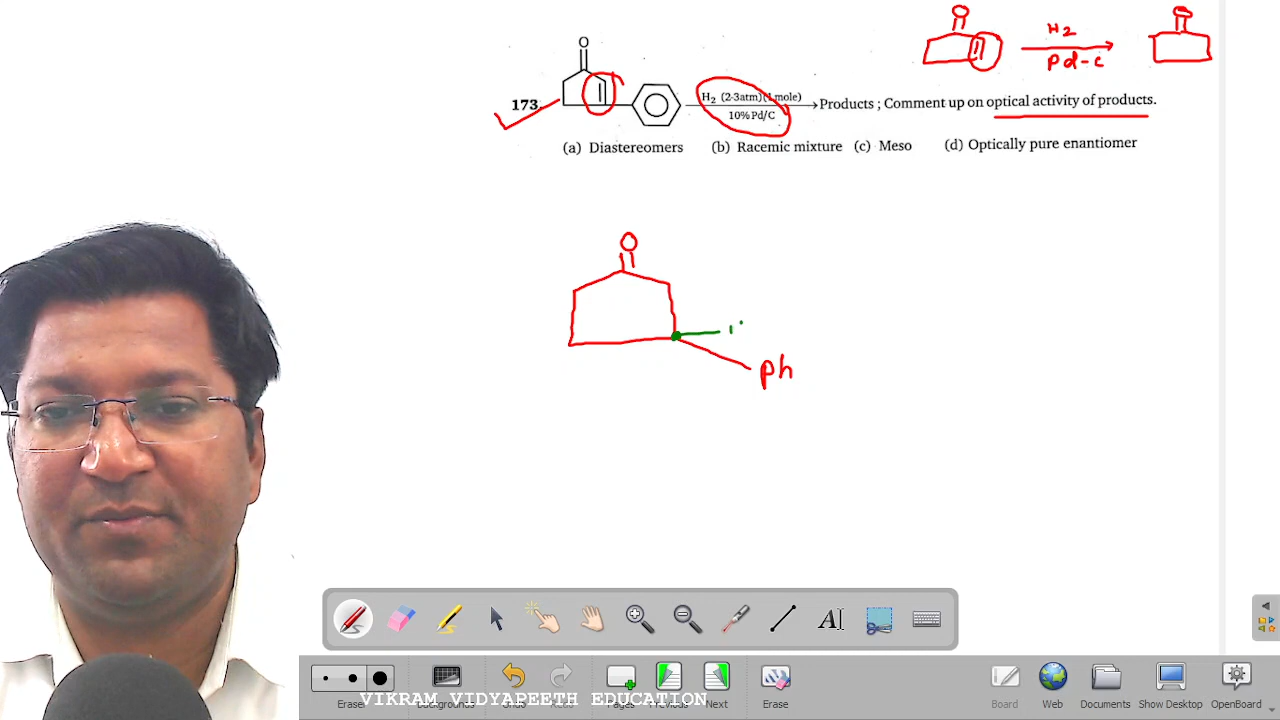 O
H2
Pd-C
O
O
173.
H2 (2-3atm)(1 mole)
10%Pd/C
Products ; Comment up on optical activity of products.
(a) Diastereomers (b) Racemic mixture (c) Meso (d) Optically pure enantiomer
O
Ph
Eraser
Undo
Pages
Previous
Next
Erase
Board
Web
Documents
Show Desktop
OpenBoard
VIKRAM VIDYAPEETH EDUCATION